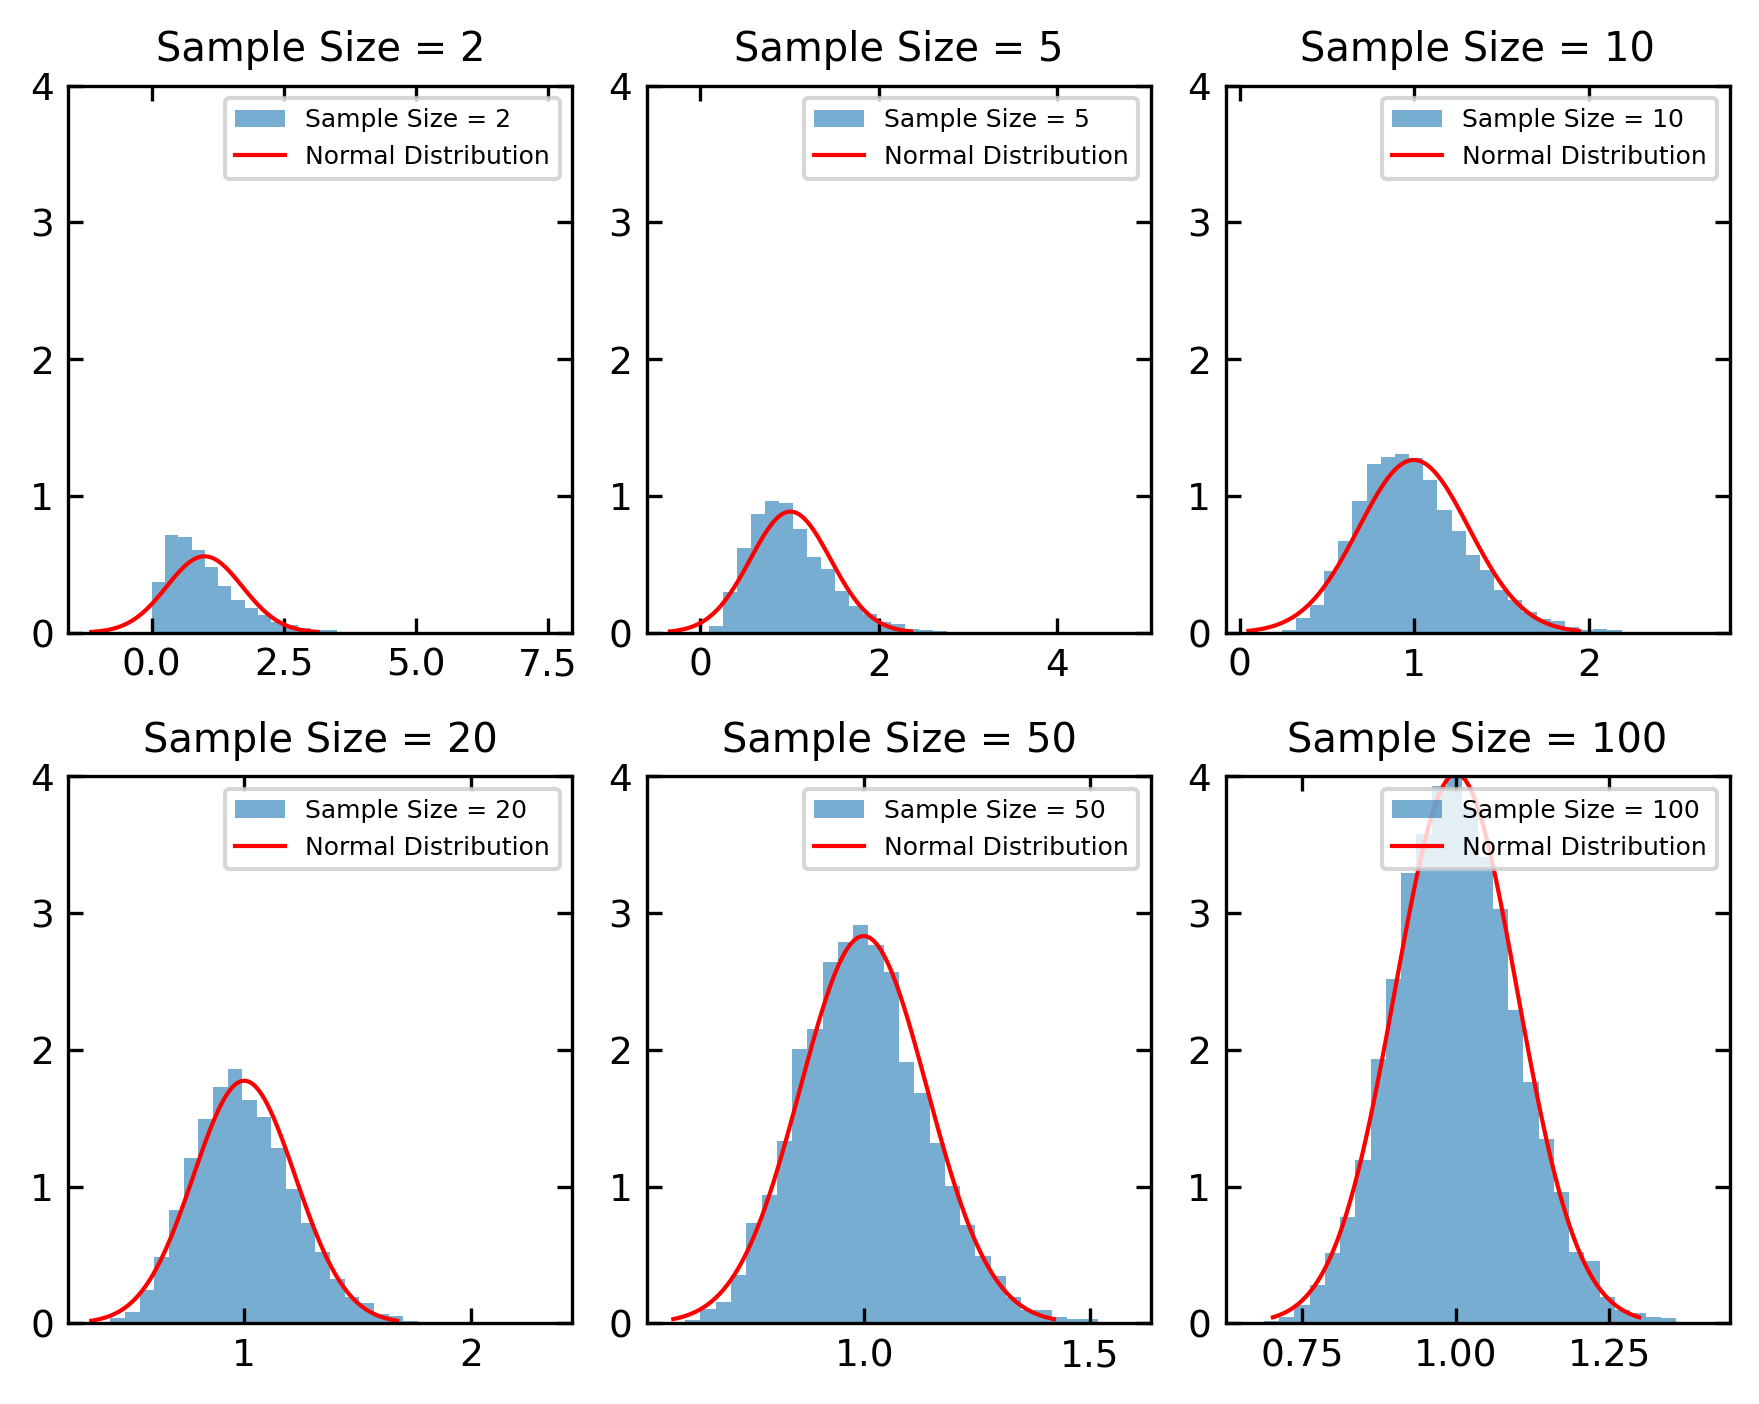 Sample Size = 2
Sample Size = 5
Sample Size = 10
4
3
2
1
0
Sample Size = 2
Normal Distribution
0.0 2.5 5.0 7.5
4
3
2
1
0
Sample Size = 5
Normal Distribution
0 2 4
4
3
2
1
0
Sample Size = 10
Normal Distribution
0 1 2
Sample Size = 20
Sample Size = 50
Sample Size = 100
4
3
2
1
0
Sample Size = 20
Normal Distribution
1 2
4
3
2
1
0
Sample Size = 50
Normal Distribution
1.0 1.5
4
3
2
1
0
Sample Size = 100
Normal Distribution
0.75 1.00 1.25